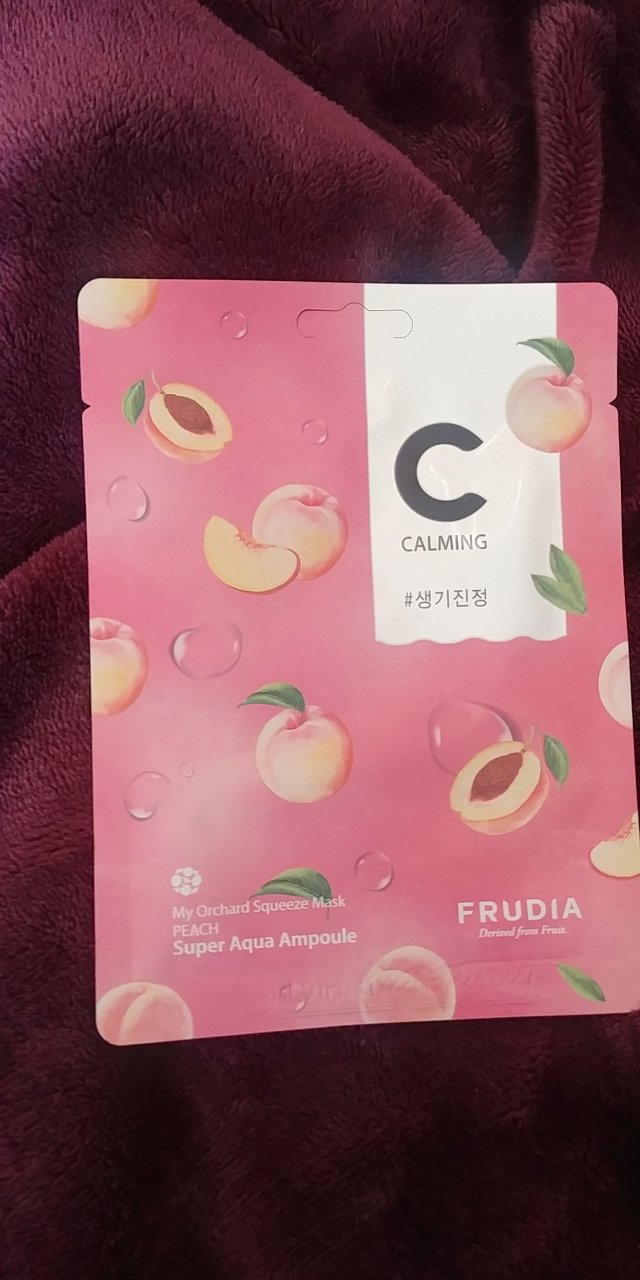 C
CALMING
#생기진정
My Orchard Squeeze Mask
PEACH
Super Aqua Ampoule
FRUDIA
Derived from Fruit.